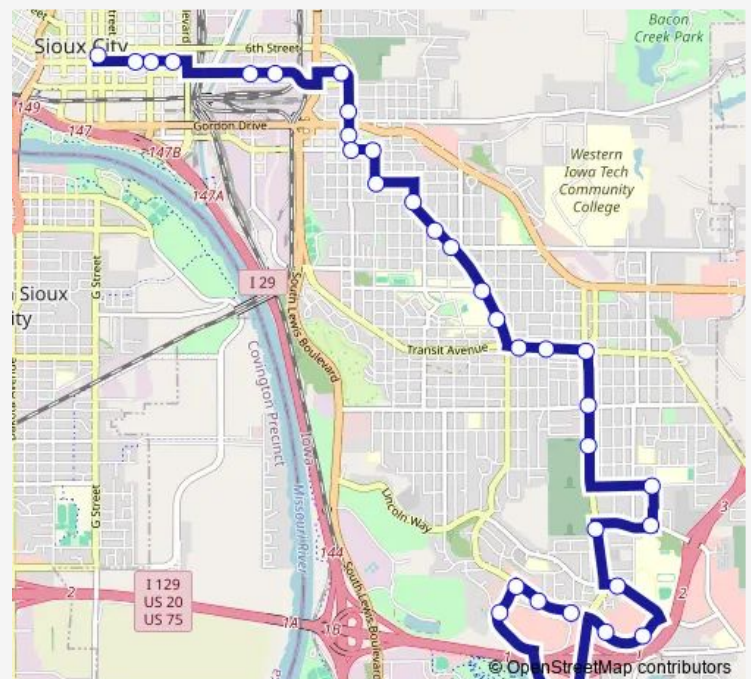 Bacon
Creek Park
Sioux City
6th Street
149
147
Gordon Drive
147B
147A
Western
Iowa Tech
Community
College
G Street
I 29
Sioux
ity
South Lewis Boulevard
Transit Avenue
Covington Precinct
Iowa
Missouri River
G Street
Lincoln Way
3
144
2
I 129
US 20
US 75
1A
1B
South Lewis Boulevard
2
1
© OpenStreetMap contributors